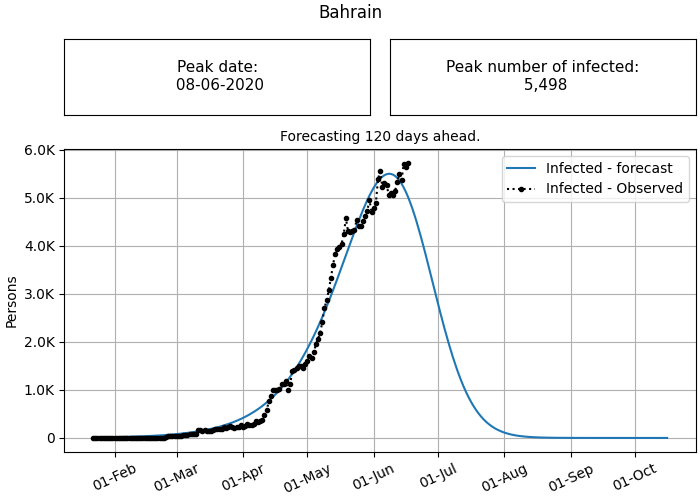 Bahrain
Peak date:
08-06-2020
Peak number of infected:
5,498
Forecasting 120 days ahead.
6.0K
5.0K
4.0K
3.0K
2.0K
1.0K
0
Persons
Infected - forecast
Infected - Observed
01-Feb
01-Mar
01-Apr
01-May
01-Jun
01-Jul
01-Aug
01-Sep
01-Oct